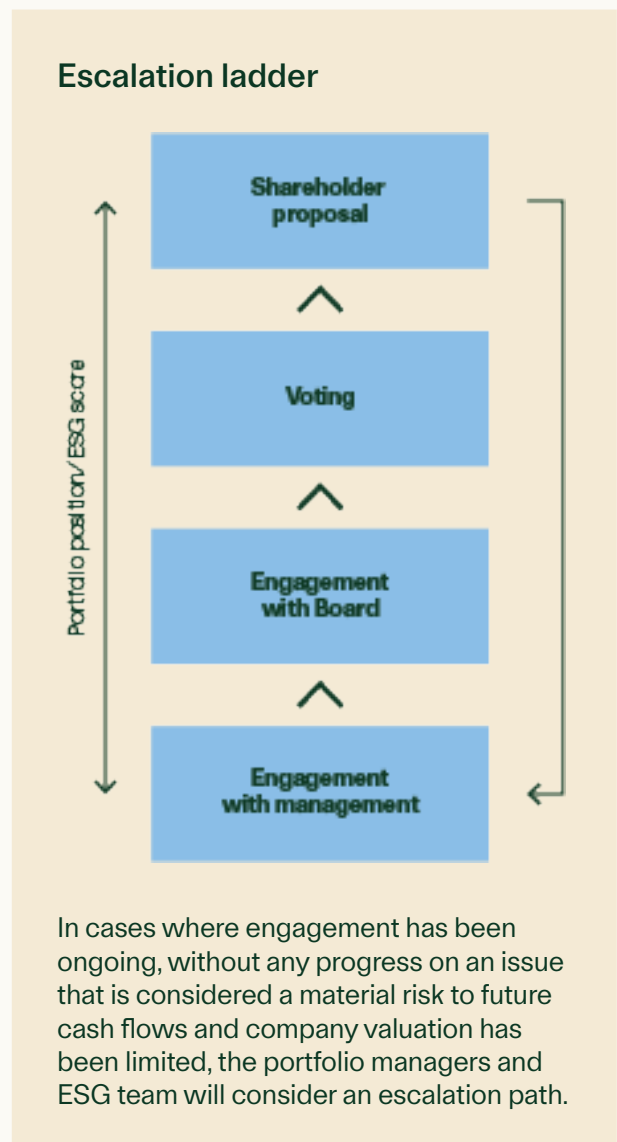 Escalation ladder
Shareholder
proposal
Voting
Engagement
with Board
Engagement
with management
Portfolio position/ ESG score
In cases where engagement has been
ongoing, without any progress on an issue
that is considered a material risk to future
cash flows and company valuation has
been limited, the portfolio managers and
ESG team will consider an escalation path.